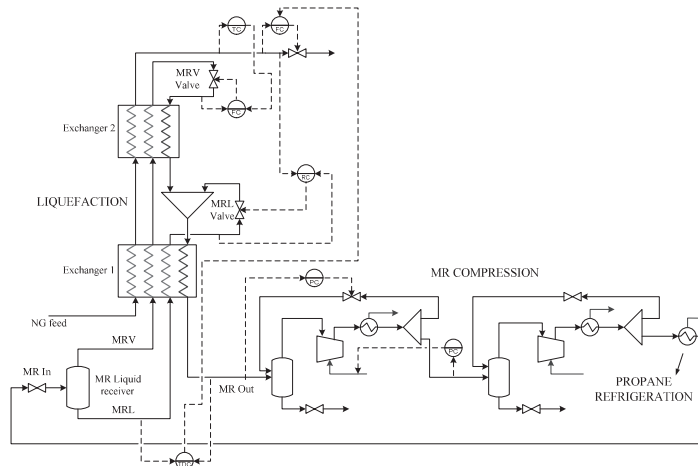 TC
FC
MRV
Valve
FC
Exchanger 2
RC
LIQUEFACTION
MRL
Valve
Exchanger 1
MR COMPRESSION
PC
NG feed
MRV
PC
MR In
MR Liquid
receiver
MR Out
PROPANE
REFRIGERATION
MRL